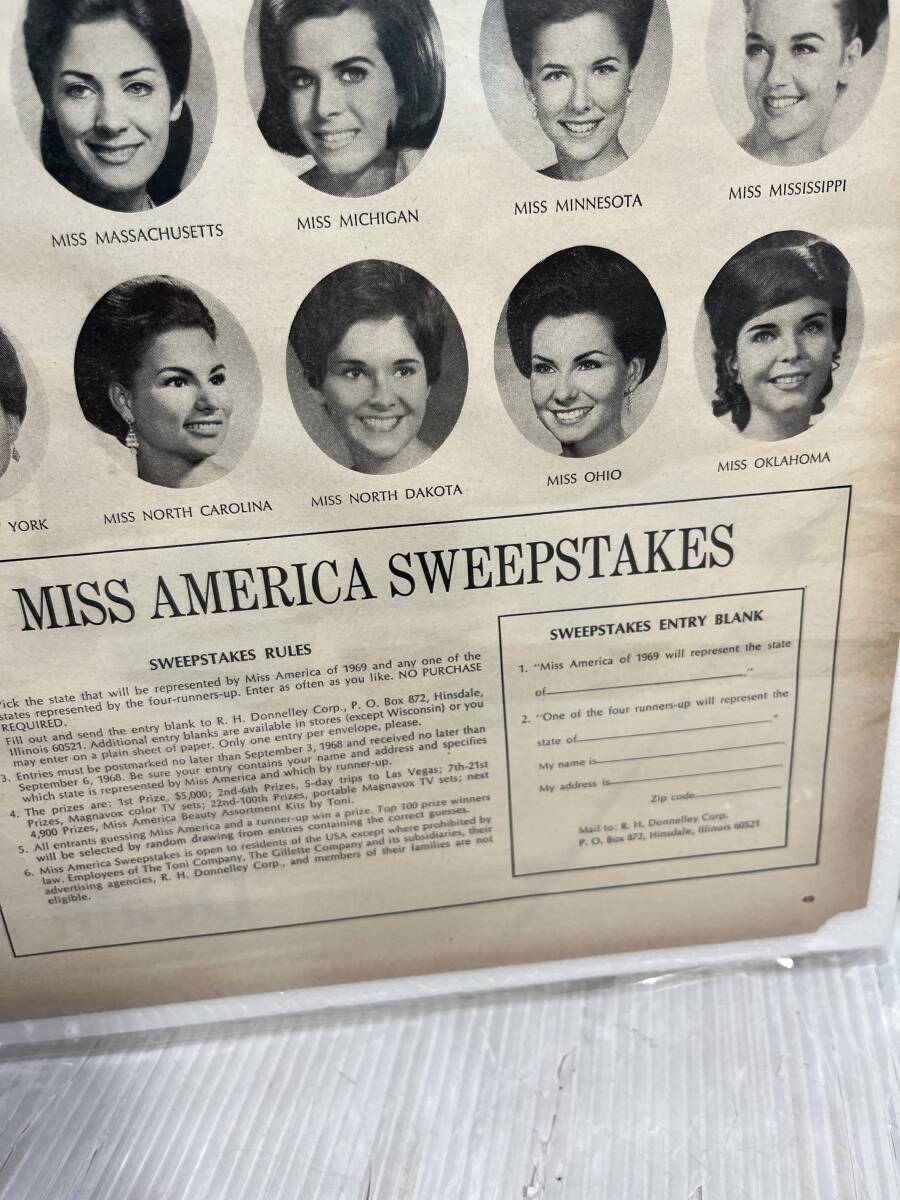 MISS MASSACHUSETTS
MISS MICHIGAN
MISS MINNESOTA
MISS MISSISSIPPI
YORK
MISS NORTH CAROLINA
MISS NORTH DAKOTA
MISS OHIO
MISS OKLAHOMA
MISS AMERICA SWEEPSTAKES
SWEEPSTAKES RULES
Pick the state that will be represented by Miss America of 1969 and any one of the
states represented by the four-runners-up. Enter as often as you like. NO PURCHASE
REQUIRED.
Fill out and send the entry blank to R. H. Donnelley Corp., P. O. Box 872, Hinsdale,
Illinois 60521. Additional entry blanks are available in stores (except Wisconsin) or you
may enter on a plain sheet of paper. Only one entry per envelope, please.
3. Entries must be postmarked no later than September 3, 1968 and received no later than
September 6, 1968. Be sure your entry contains your name and address and specifies
which state is represented by Miss America and which by runner-up.
4. The prizes are: 1st Prize, $5,000; 2nd-6th Prizes, 5-day trips to Las Vegas; 7th-21st
Prizes, Magnavox color TV sets; 22nd-100th Prizes, portable Magnavox TV sets; next
4,900 Prizes, Miss America Beauty Assortment Kits by Toni.
5. All entrants guessing Miss America and a runner-up win a prize. Top 100 prize winners
will be selected by random drawing from entries containing the correct guesses.
6. Miss America Sweepstakes is open to residents of the USA except where prohibited by
law. Employees of The Toni Company, The Gillette Company and its subsidiaries, their
advertising agencies, R. H. Donnelley Corp., and members of their families are not
eligible.
SWEEPSTAKES ENTRY BLANK
1. "Miss America of 1969 will represent the state
of ."
2. "One of the four runners-up will represent the
state of ."
My name is
My address is
Zip code
Mail to: R. H. Donnelley Corp.
P. O. Box 872, Hinsdale, Illinois 60521
49